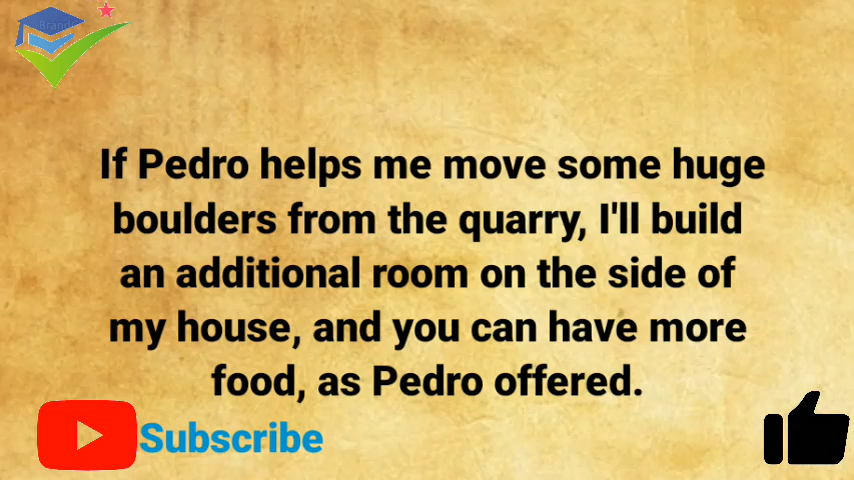 Brand
If Pedro helps me move some huge
boulders from the quarry, I'll build
an additional room on the side of
my house, and you can have more
food, as Pedro offered.
Subscribe